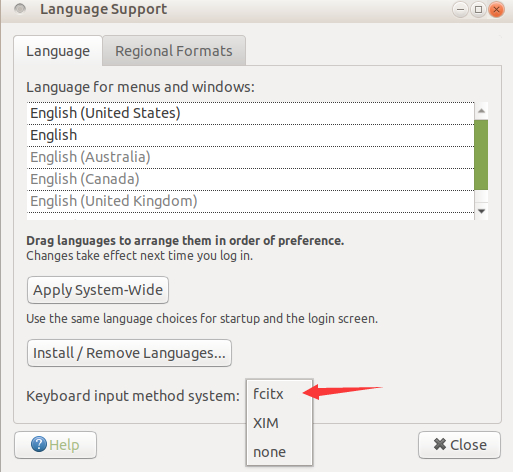 Language Support
Language
Regional Formats
Language for menus and windows:
English (United States)
English
English (Australia)
English (Canada)
English (United Kingdom)
Drag languages to arrange them in order of preference.
Changes take effect next time you log in.
Apply System-Wide
Use the same language choices for startup and the login screen.
Install / Remove Languages...
Keyboard input method system:
fcitx
XIM
none
Help
Close